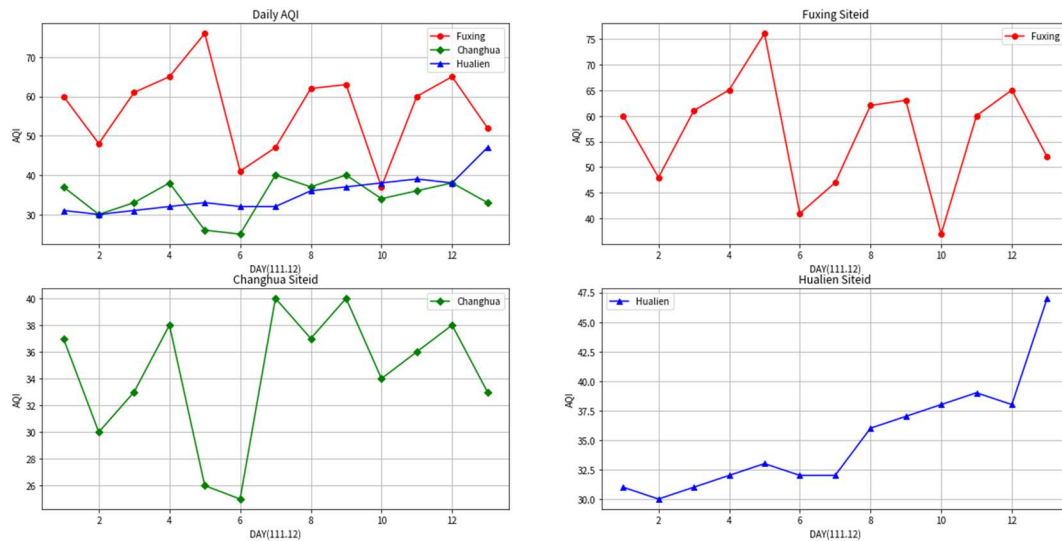 Daily AQI
Fuxing
Changhua
Hualien
AQI
70
60
50
40
30
2 4 6 8 10 12
DAY(111.12)
Fuxing Siteid
Fuxing
AQI
75
70
65
60
55
50
45
40
2 4 6 8 10 12
DAY(111.12)
Changhua Siteid
Changhua
AQI
40
38
36
34
32
30
28
26
2 4 6 8 10 12
DAY(111.12)
Hualien Siteid
Hualien
AQI
47.5
45.0
42.5
40.0
37.5
35.0
32.5
30.0
2 4 6 8 10 12
DAY(111.12)